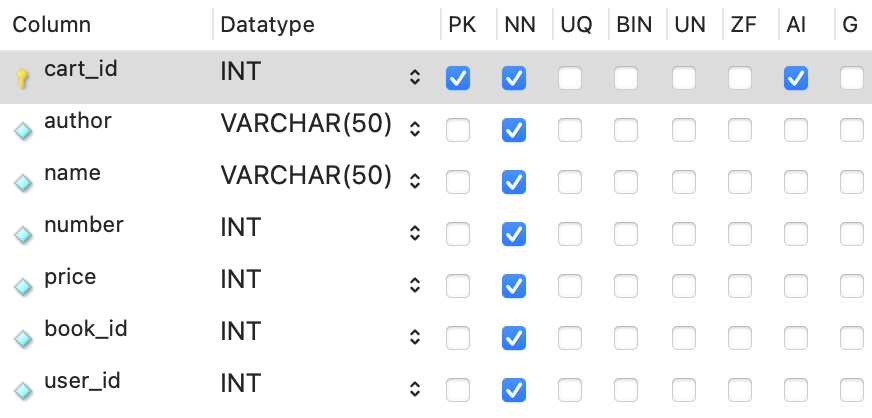 Column Datatype PK NN UQ BIN UN ZF AI G
cart_id INT
author VARCHAR(50)
name VARCHAR(50)
number INT
price INT
book_id INT
user_id INT